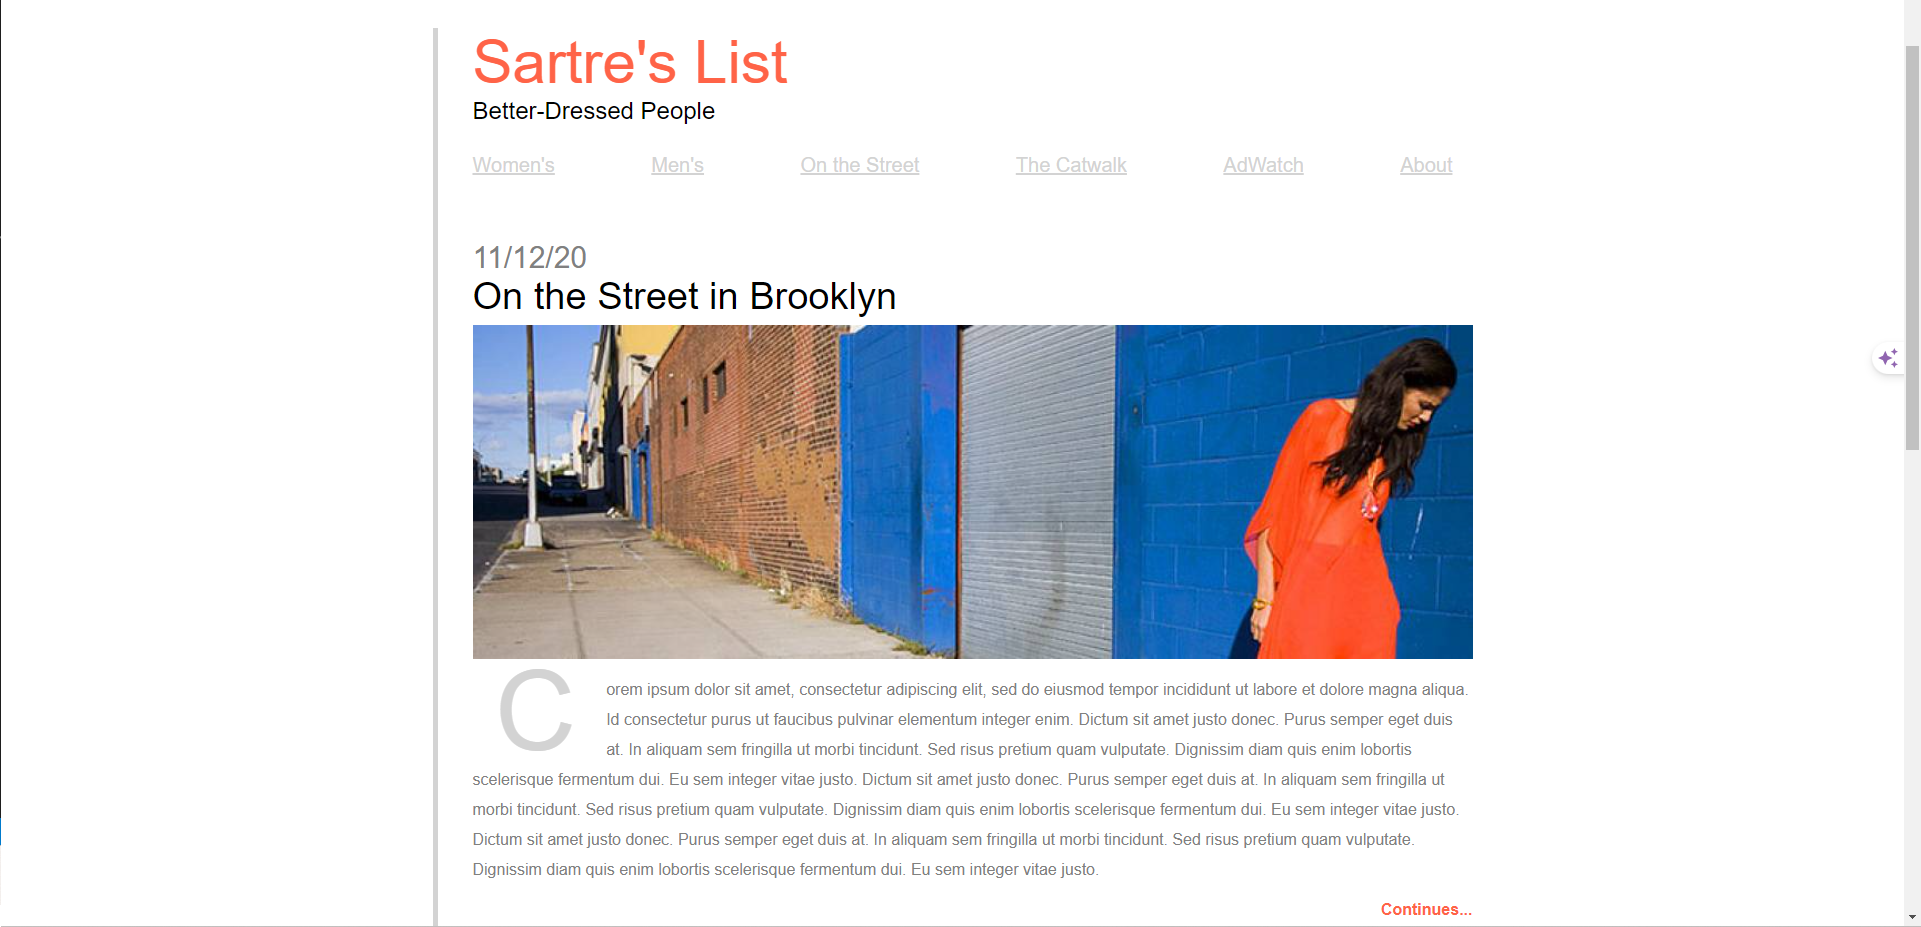 Sartre's List
Better-Dressed People
Women's Men's On the Street The Catwalk AdWatch About
11/12/20
On the Street in Brooklyn
Corem ipsum dolor sit amet, consectetur adipiscing elit, sed do eiusmod tempor incididunt ut labore et dolore magna aliqua.
Id consectetur purus ut faucibus pulvinar elementum integer enim. Dictum sit amet justo donec. Purus semper eget duis
at. In aliquam sem fringilla ut morbi tincidunt. Sed risus pretium quam vulputate. Dignissim diam quis enim lobortis
scelerisque fermentum dui. Eu sem integer vitae justo. Dictum sit amet justo donec. Purus semper eget duis at. In aliquam sem fringilla ut
morbi tincidunt. Sed risus pretium quam vulputate. Dignissim diam quis enim lobortis scelerisque fermentum dui. Eu sem integer vitae justo.
Dictum sit amet justo donec. Purus semper eget duis at. In aliquam sem fringilla ut morbi tincidunt. Sed risus pretium quam vulputate.
Dignissim diam quis enim lobortis scelerisque fermentum dui. Eu sem integer vitae justo.
Continues...